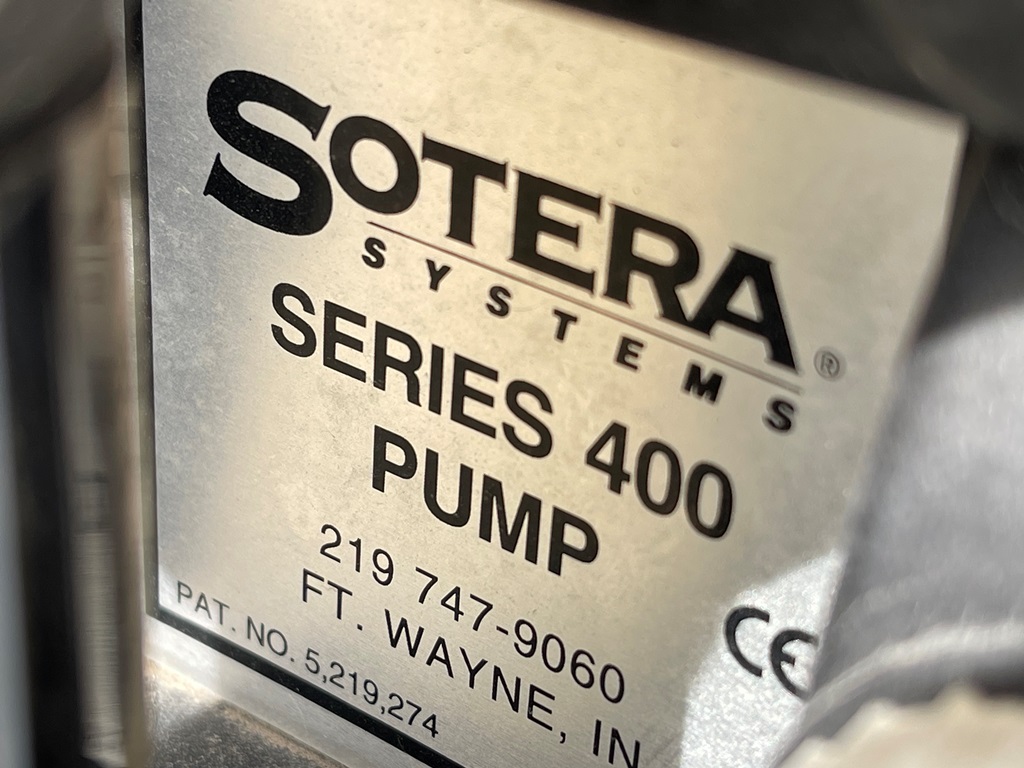 SOTERA®
SYSTEMS
SERIES 400
PUMP
219 747-9060
FT. WAYNE, IN
PAT. NO. 5,219,274
CE